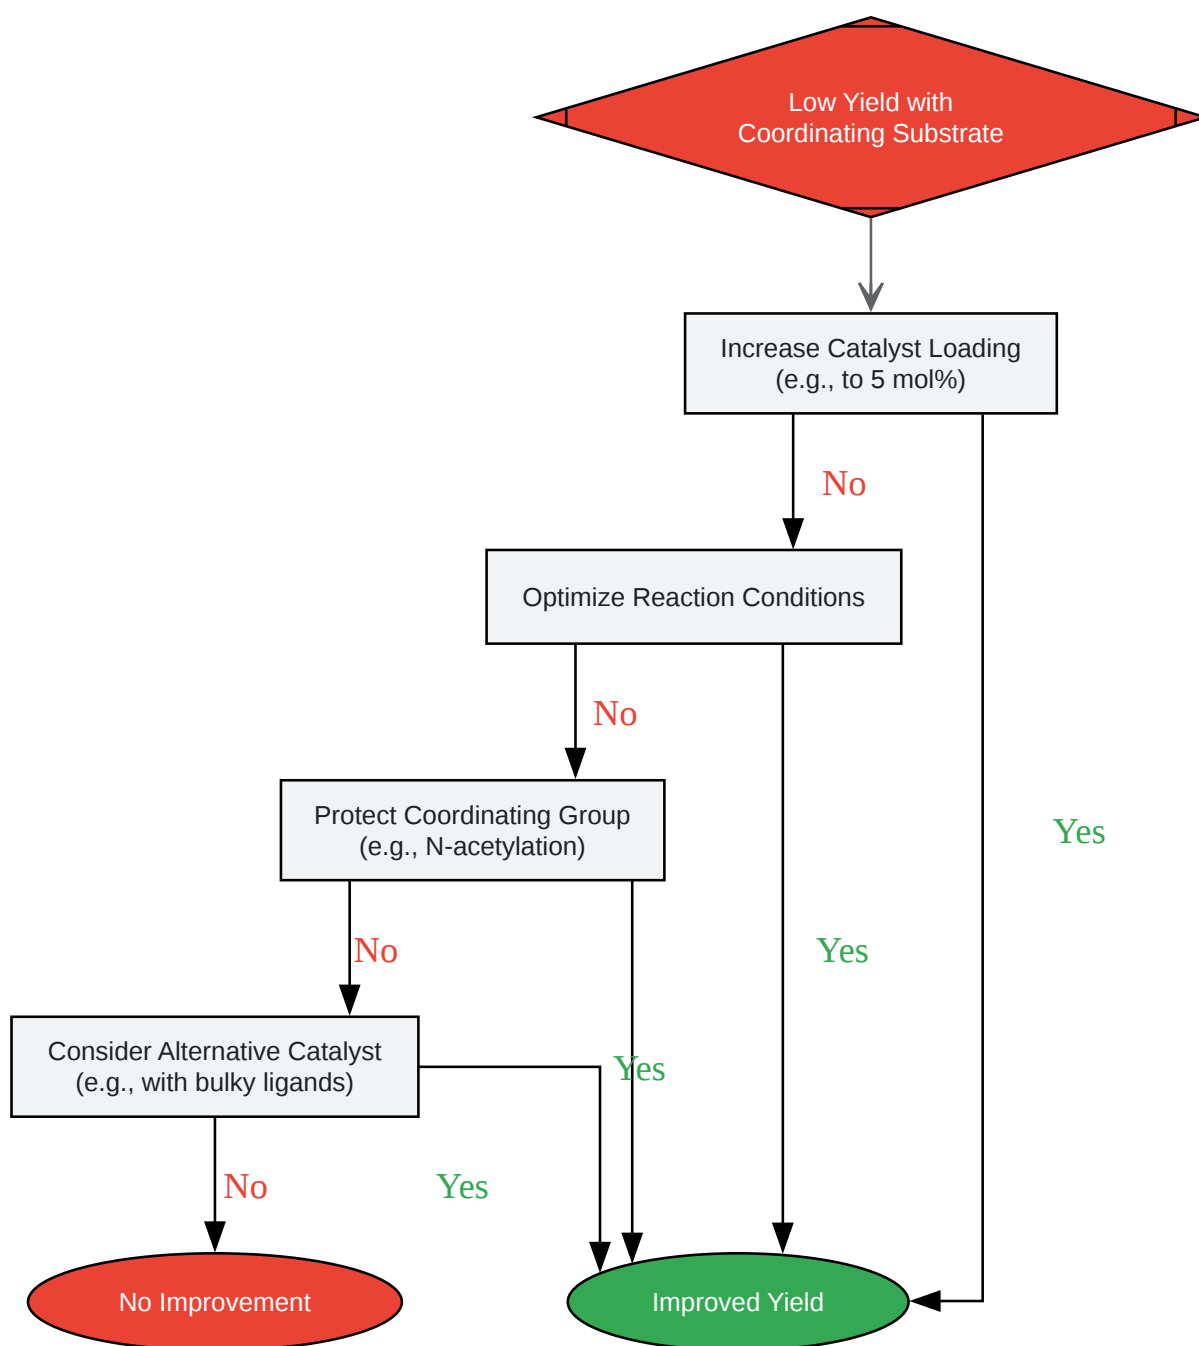 Low Yield with
Coordinating Substrate
Increase Catalyst Loading
(e.g., to 5 mol%)
No
Optimize Reaction Conditions
No
Protect Coordinating Group
(e.g., N-acetylation)
Yes
No
Yes
Consider Alternative Catalyst
(e.g., with bulky ligands)
Yes
No
Yes
No Improvement
Improved Yield